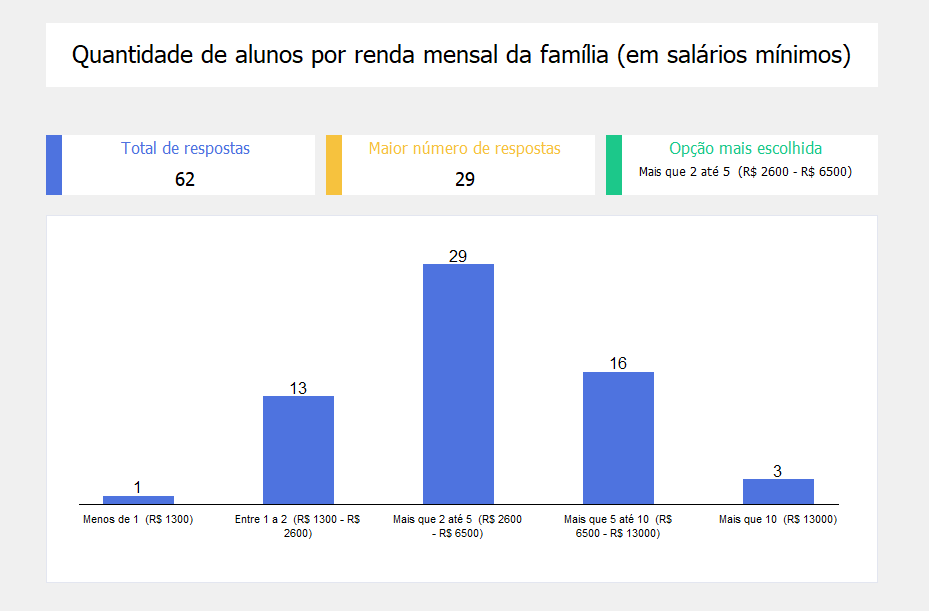 Quantidade de alunos por renda mensal da família (em salários mínimos)
Total de respostas
62
Maior número de respostas
29
Opção mais escolhida
Mais que 2 até 5  (R$ 2600 - R$ 6500)
1
13
29
16
3
Menos de 1  (R$ 1300)
Entre 1 a 2  (R$ 1300 - R$
2600)
Mais que 2 até 5  (R$ 2600
- R$ 6500)
Mais que 5 até 10  (R$
6500 - R$ 13000)
Mais que 10  (R$ 13000)